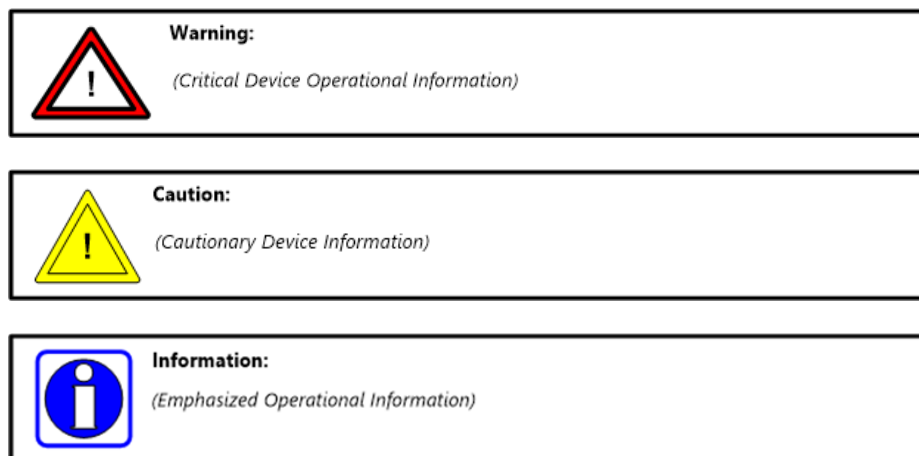 Warning:
!
(Critical Device Operational Information)
Caution:
!
(Cautionary Device Information)
Information:
i
(Emphasized Operational Information)